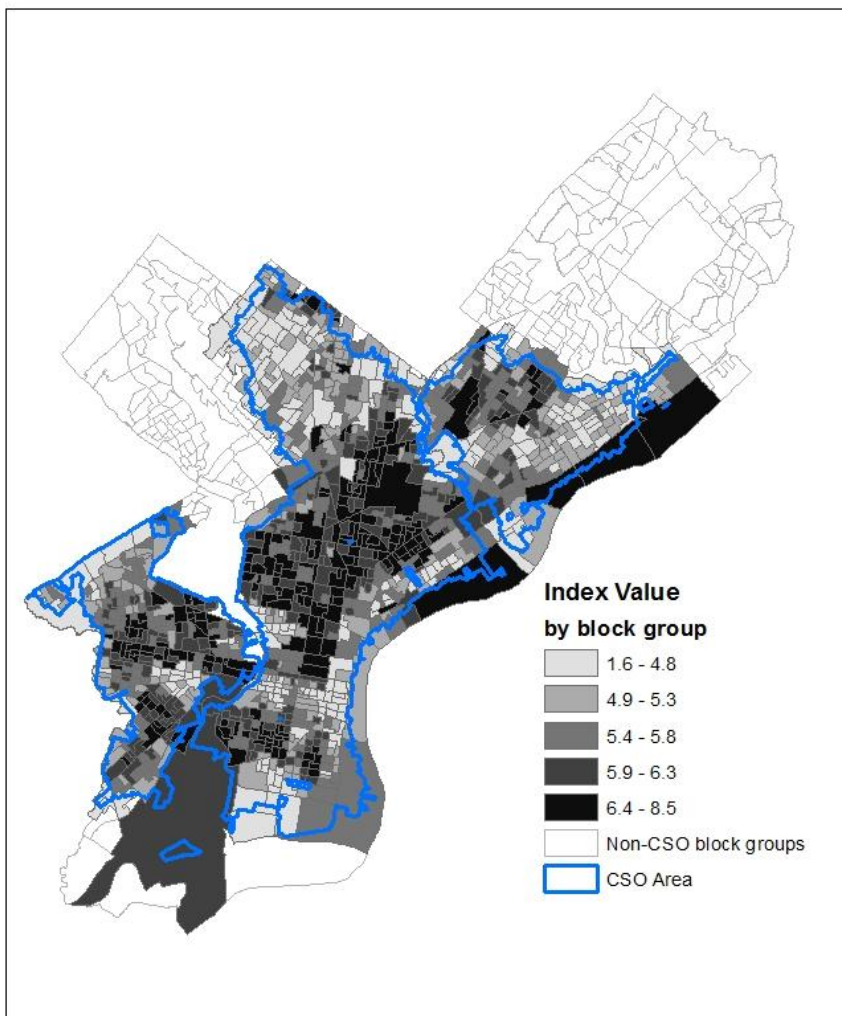 Index Value
by block group
1.6 - 4.8
4.9 - 5.3
5.4 - 5.8
5.9 - 6.3
6.4 - 8.5
Non-CSO block groups
CSO Area